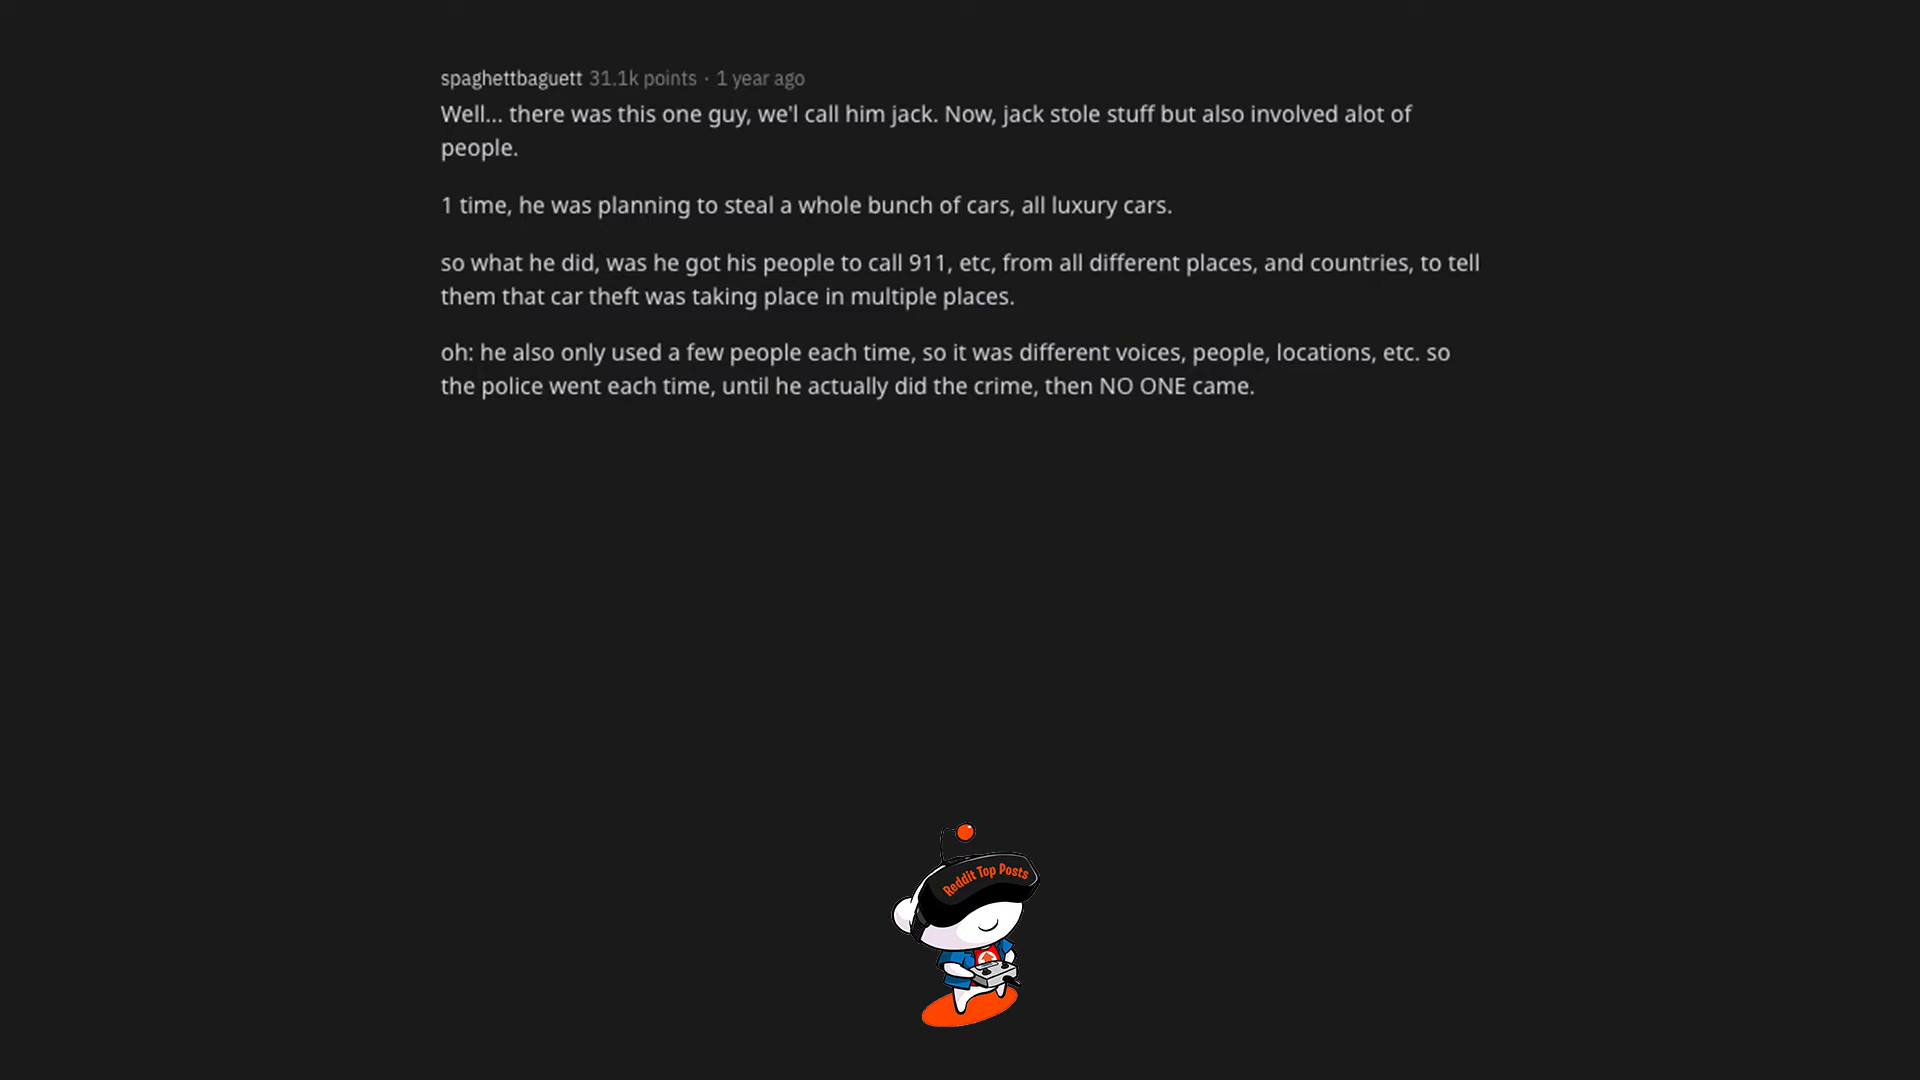 spaghettbaguett 31.1k points · 1 year ago
Well... there was this one guy, we'l call him jack. Now, jack stole stuff but also involved alot of
people.
1 time, he was planning to steal a whole bunch of cars, all luxury cars.
so what he did, was he got his people to call 911, etc, from all different places, and countries, to tell
them that car theft was taking place in multiple places.
oh: he also only used a few people each time, so it was different voices, people, locations, etc. so
the police went each time, until he actually did the crime, then NO ONE came.
Reddit Top Posts